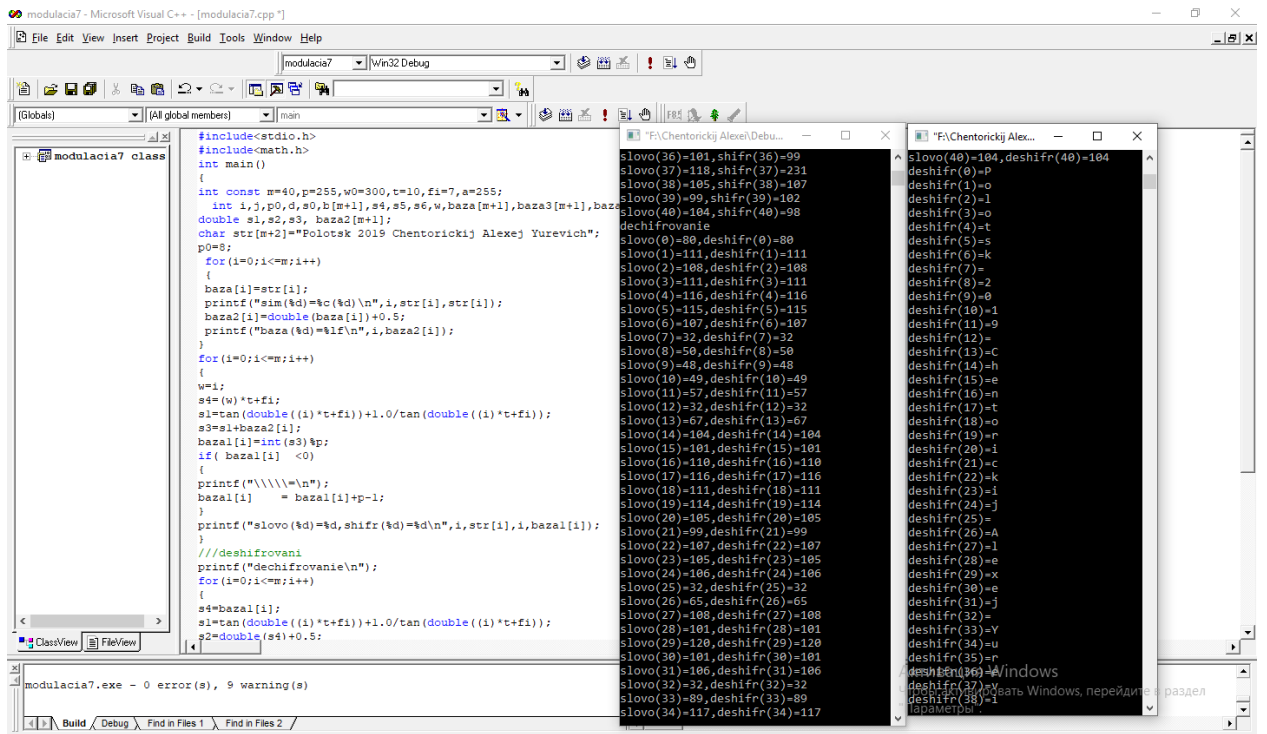 modulacia7 - Microsoft Visual C++ - [modulacia7.cpp *]
File Edit View Insert Project Build Tools Window Help
modulacia7 Win32 Debug
(Globals) (All global members) main
modulacia7 class
#include<stdio.h>
#include<math.h>
int main()
{
int const m=40,p=255,w0=300,t=10,fi=7,a=255;
int i,j,p0,d,s0,b[m+1],s4,s5,s6,w,baza[m+1],baza3[m+1],baza
double s1,s2,s3, baza2[m+1];
char str[m+2]="Polotsk 2019 Chentorickij Alexej Yurevich";
p0=8;
for(i=0;i<=m;i++)
{
baza[i]=str[i];
printf("sim(%d)=%c(%d)\n",i,str[i],str[i]);
baza2[i]=double(baza[i])+0.5;
printf("baza(%d)=%lf\n",i,baza2[i]);
}
for(i=0;i<=m;i++)
{
w=i;
s4=(w)*t+fi;
s1=tan(double((i)*t+fi))+1.0/tan(double((i)*t+fi));
s3=s1+baza2[i];
baza1[i]=int(s3)%p;
if( baza1[i] <0)
{
printf("\\\\\=\n");
baza1[i] = baza1[i]+p-1;
}
printf("slovo(%d)=%d,shifr(%d)=%d\n",i,str[i],i,baza1[i]);
}
///deshifrovani
printf("dechifrovanie\n");
for(i=0;i<=m;i++)
{
s4=baza1[i];
s1=tan(double((i)*t+fi))+1.0/tan(double((i)*t+fi));
s2=double(s4)+0.5;
ClassView FileView
modulacia7.exe - 0 error(s), 9 warning(s)
Build Debug Find in Files 1 Find in Files 2
"F:\Chentorickij Alexei\Debu...
slovo(36)=101,shifr(36)=99
slovo(37)=118,shifr(37)=231
slovo(38)=105,shifr(38)=107
slovo(39)=99,shifr(39)=102
slovo(40)=104,shifr(40)=98
dechifrovanie
slovo(0)=80,deshifr(0)=80
slovo(1)=111,deshifr(1)=111
slovo(2)=108,deshifr(2)=108
slovo(3)=111,deshifr(3)=111
slovo(4)=116,deshifr(4)=116
slovo(5)=115,deshifr(5)=115
slovo(6)=107,deshifr(6)=107
slovo(7)=32,deshifr(7)=32
slovo(8)=50,deshifr(8)=50
slovo(9)=48,deshifr(9)=48
slovo(10)=49,deshifr(10)=49
slovo(11)=57,deshifr(11)=57
slovo(12)=32,deshifr(12)=32
slovo(13)=67,deshifr(13)=67
slovo(14)=104,deshifr(14)=104
slovo(15)=101,deshifr(15)=101
slovo(16)=110,deshifr(16)=110
slovo(17)=116,deshifr(17)=116
slovo(18)=111,deshifr(18)=111
slovo(19)=114,deshifr(19)=114
slovo(20)=105,deshifr(20)=105
slovo(21)=99,deshifr(21)=99
slovo(22)=107,deshifr(22)=107
slovo(23)=105,deshifr(23)=105
slovo(24)=106,deshifr(24)=106
slovo(25)=32,deshifr(25)=32
slovo(26)=65,deshifr(26)=65
slovo(27)=108,deshifr(27)=108
slovo(28)=101,deshifr(28)=101
slovo(29)=120,deshifr(29)=120
slovo(30)=101,deshifr(30)=101
slovo(31)=106,deshifr(31)=106
slovo(32)=32,deshifr(32)=32
slovo(33)=89,deshifr(33)=89
slovo(34)=117,deshifr(34)=117
"F:\Chentorickij Alex...
slovo(40)=104,deshifr(40)=104
deshifr(0)=P
deshifr(1)=o
deshifr(2)=l
deshifr(3)=o
deshifr(4)=t
deshifr(5)=s
deshifr(6)=k
deshifr(7)=
deshifr(8)=2
deshifr(9)=0
deshifr(10)=1
deshifr(11)=9
deshifr(12)=
deshifr(13)=C
deshifr(14)=h
deshifr(15)=e
deshifr(16)=n
deshifr(17)=t
deshifr(18)=o
deshifr(19)=r
deshifr(20)=i
deshifr(21)=c
deshifr(22)=k
deshifr(23)=i
deshifr(24)=j
deshifr(25)=
deshifr(26)=A
deshifr(27)=l
deshifr(28)=e
deshifr(29)=x
deshifr(30)=e
deshifr(31)=j
deshifr(32)=
deshifr(33)=Y
deshifr(34)=u
deshifr(35)=r
deshifr(36)=e
deshifr(37)=v
deshifr(38)=i
Активация Windows
Чтобы активировать Windows, перейдите в раздел
"Параметры".